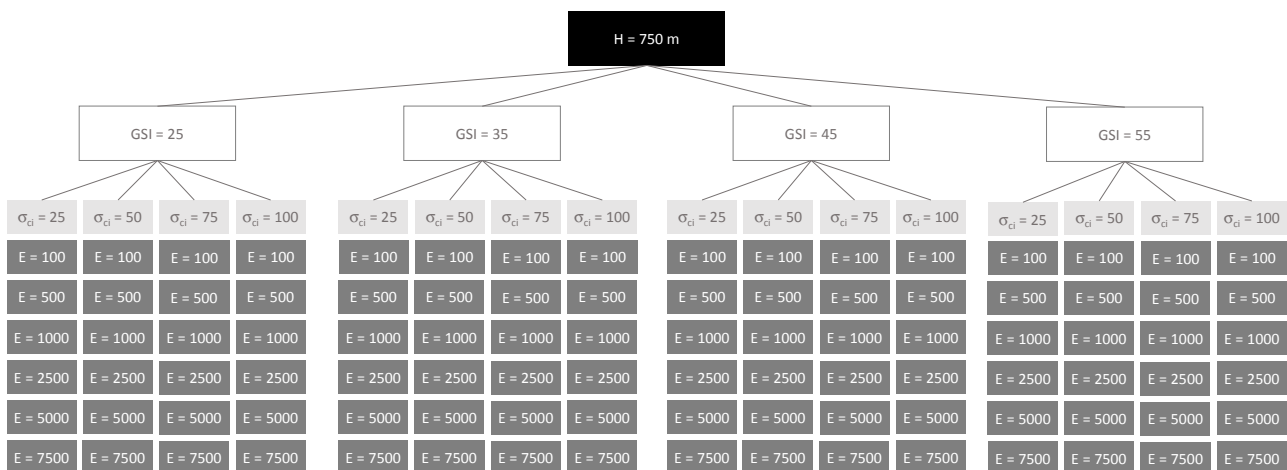 H = 750 m
GSI = 25 GSI = 35 GSI = 45 GSI = 55
σci = 25 σci = 50 σci = 75 σci = 100 σci = 25 σci = 50 σci = 75 σci = 100 σci = 25 σci = 50 σci = 75 σci = 100 σci = 25 σci = 50 σci = 75 σci = 100
E = 100 E = 100 E = 100 E = 100 E = 100 E = 100 E = 100 E = 100 E = 100 E = 100 E = 100 E = 100 E = 100 E = 100 E = 100 E = 100
E = 500 E = 500 E = 500 E = 500 E = 500 E = 500 E = 500 E = 500 E = 500 E = 500 E = 500 E = 500 E = 500 E = 500 E = 500 E = 500
E = 1000 E = 1000 E = 1000 E = 1000 E = 1000 E = 1000 E = 1000 E = 1000 E = 1000 E = 1000 E = 1000 E = 1000 E = 1000 E = 1000 E = 1000 E = 1000
E = 2500 E = 2500 E = 2500 E = 2500 E = 2500 E = 2500 E = 2500 E = 2500 E = 2500 E = 2500 E = 2500 E = 2500 E = 2500 E = 2500 E = 2500 E = 2500
E = 5000 E = 5000 E = 5000 E = 5000 E = 5000 E = 5000 E = 5000 E = 5000 E = 5000 E = 5000 E = 5000 E = 5000 E = 5000 E = 5000 E = 5000 E = 5000
E = 7500 E = 7500 E = 7500 E = 7500 E = 7500 E = 7500 E = 7500 E = 7500 E = 7500 E = 7500 E = 7500 E = 7500 E = 7500 E = 7500 E = 7500 E = 7500